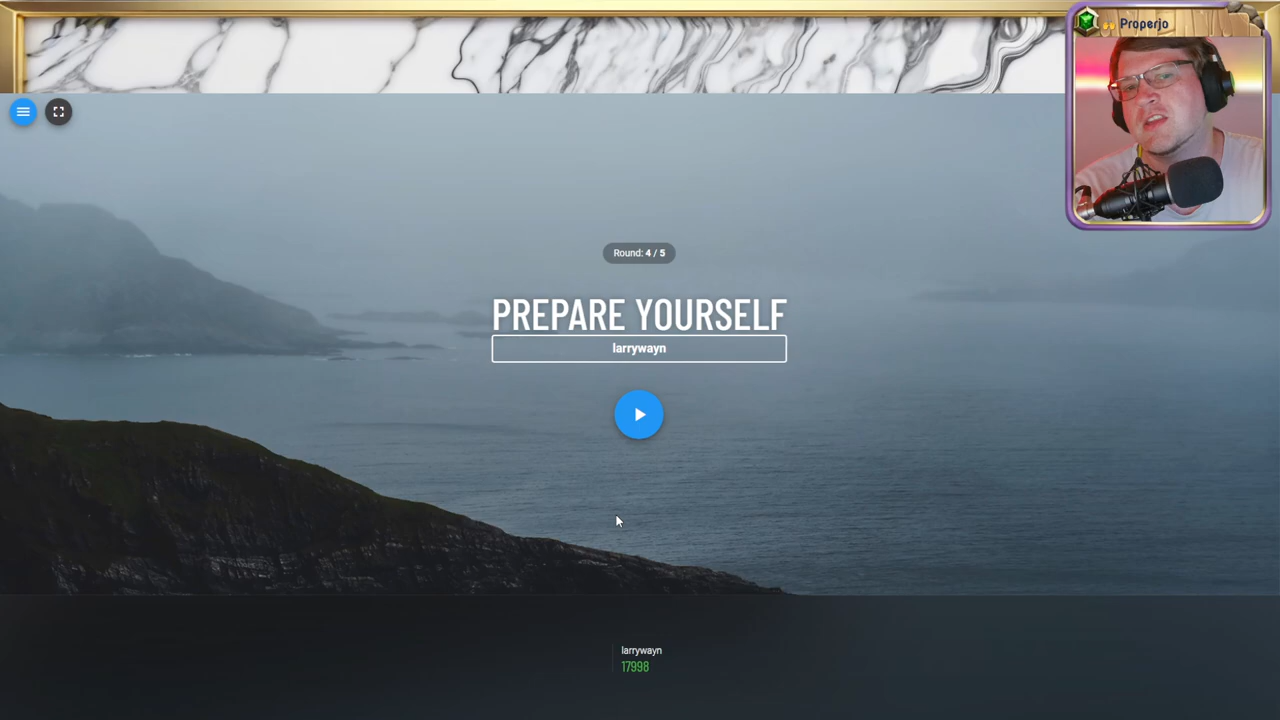 🙌 Properjo
Round: 4 / 5
PREPARE YOURSELF
larrywayn
larrywayn
17998